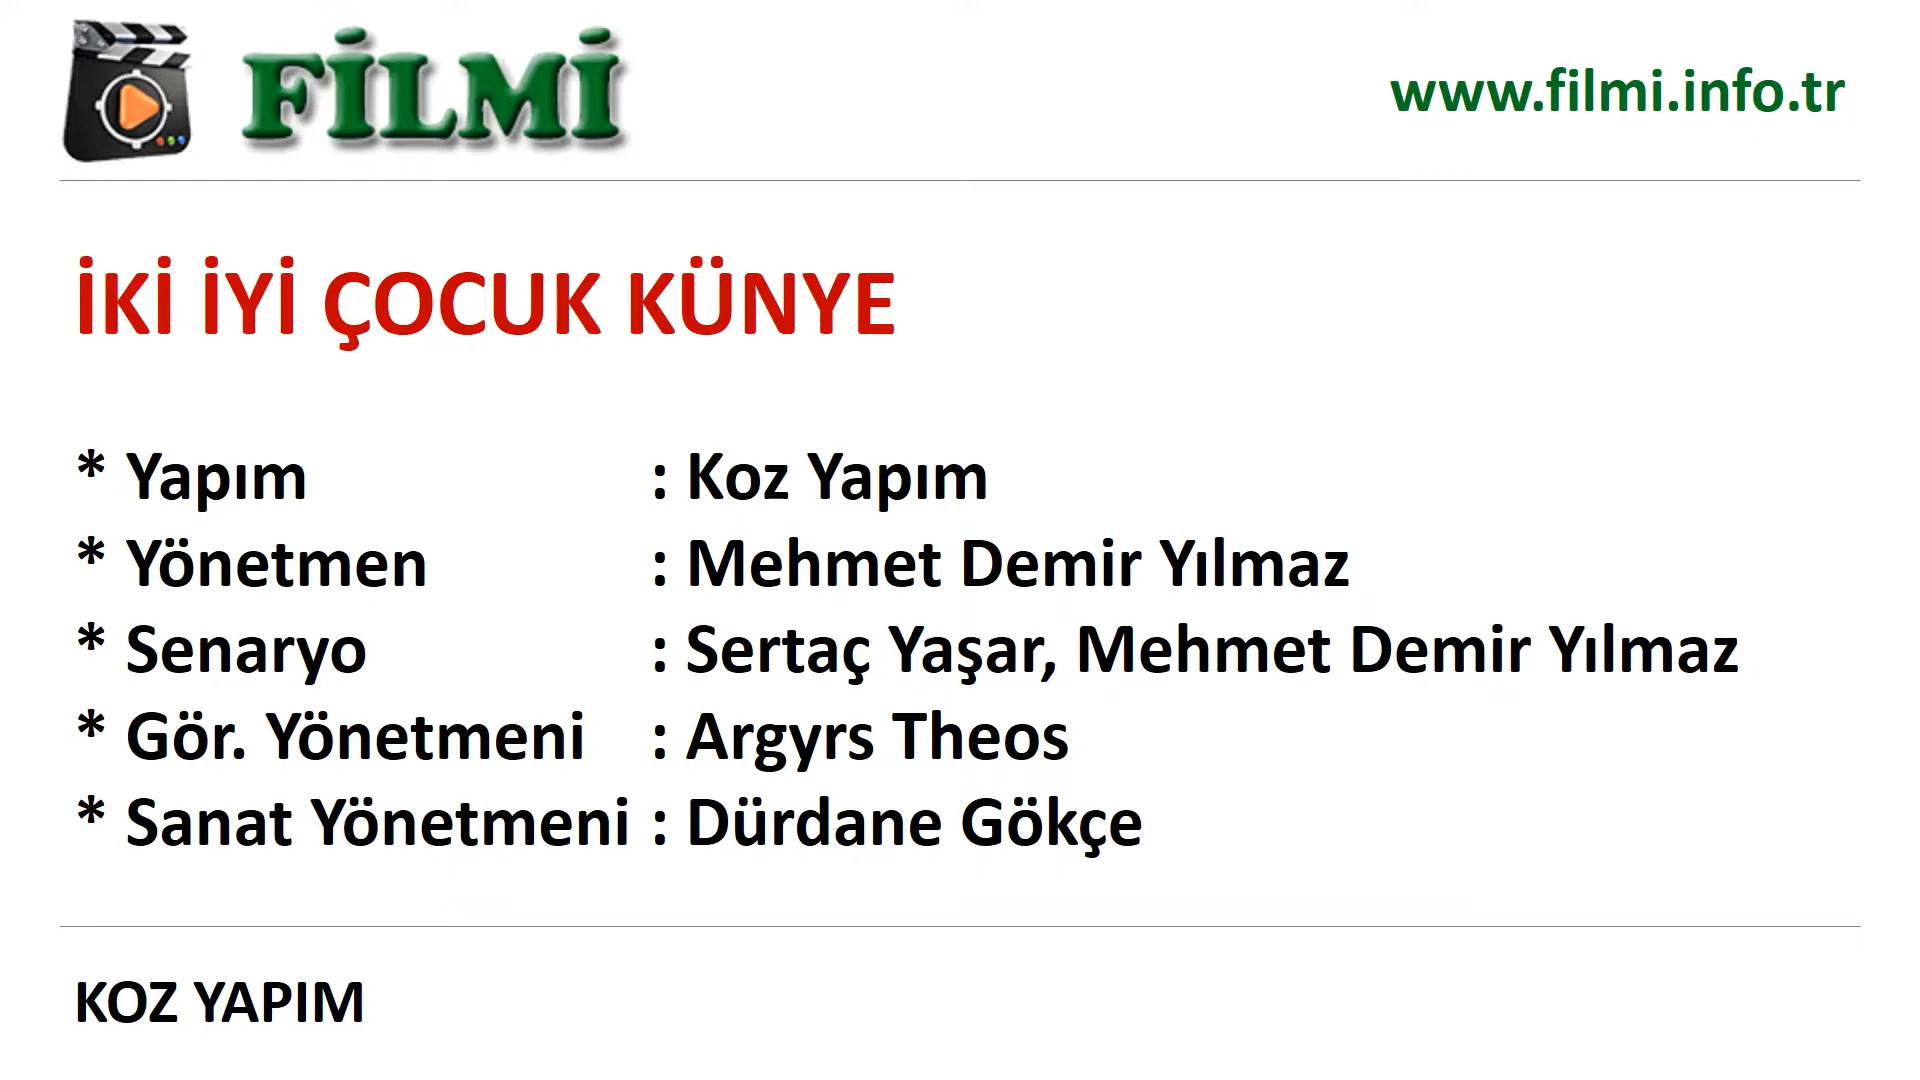 FİLMİ
www.filmi.info.tr
İKİ İYİ ÇOCUK KÜNYE
* Yapım : Koz Yapım
* Yönetmen : Mehmet Demir Yılmaz
* Senaryo : Sertaç Yaşar, Mehmet Demir Yılmaz
* Gör. Yönetmeni : Argyrs Theos
* Sanat Yönetmeni : Dürdane Gökçe
KOZ YAPIM